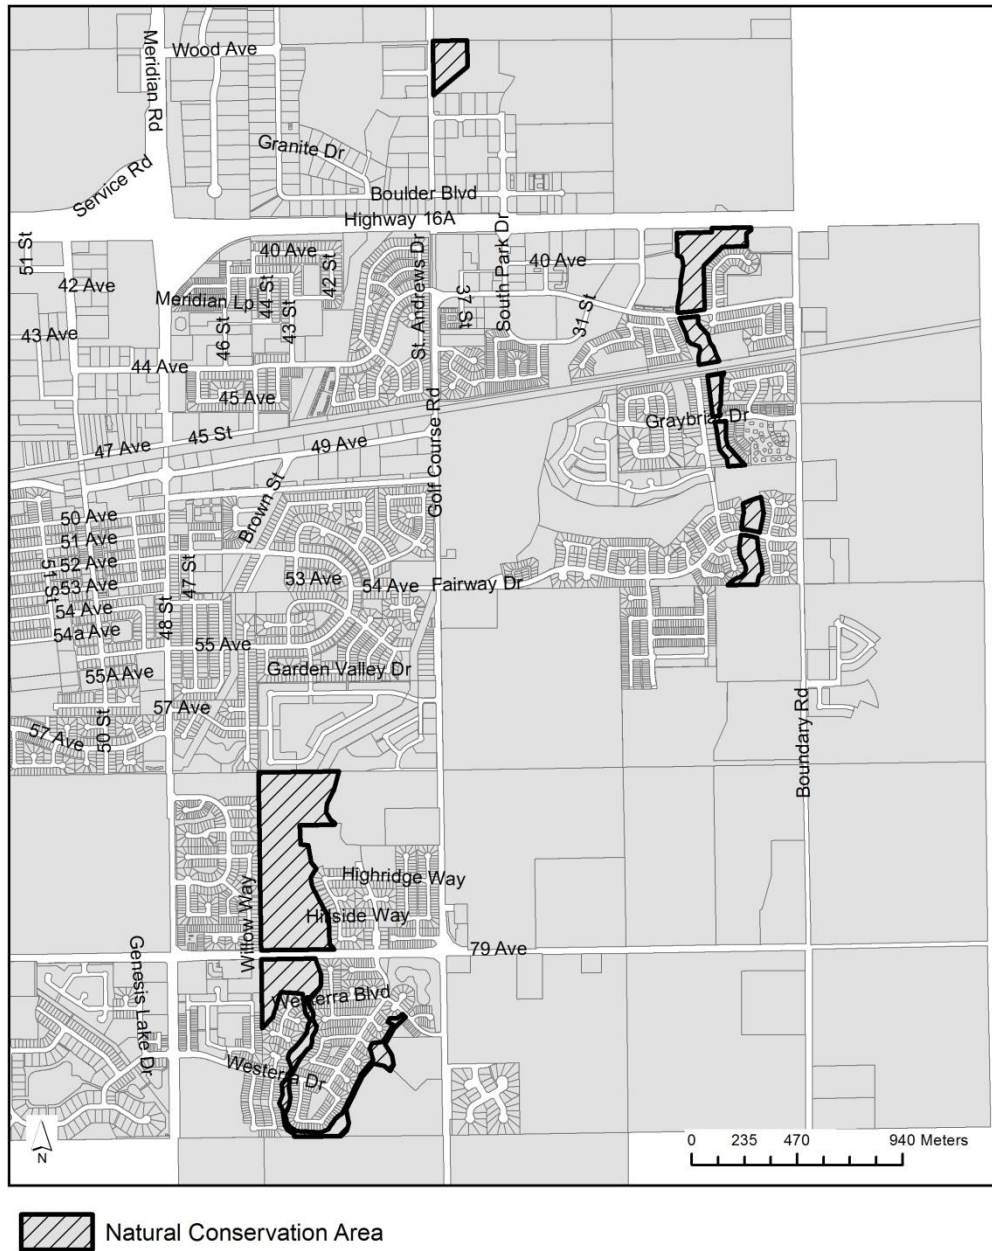 Wood Ave
Meridian Rd
Granite Dr
Service Rd
Boulder Blvd
Highway 16A
51 St
40 Ave
42 St
St. Andrews Dr
South Park Dr
40 Ave
42 Ave
44 St
Meridian Lp
43 St
37 St
31 St
43 Ave
46 St
44 Ave
45 Ave
Graybriar Dr
45 St
47 Ave
49 Ave
Golf Course Rd
Brown St
50 Ave
51 Ave
52 Ave
47 St
53 Ave
51 St
53 Ave
54 Ave
Fairway Dr
54 Ave
48 St
54a Ave
55 Ave
55A Ave
Garden Valley Dr
57 Ave
50 St
57 Ave
Boundary Rd
Highridge Way
Hillside Way
Willow Way
79 Ave
Genesis Lake Dr
Westerra Blvd
Westerra Dr
N
0 235 470 940 Meters
Natural Conservation Area